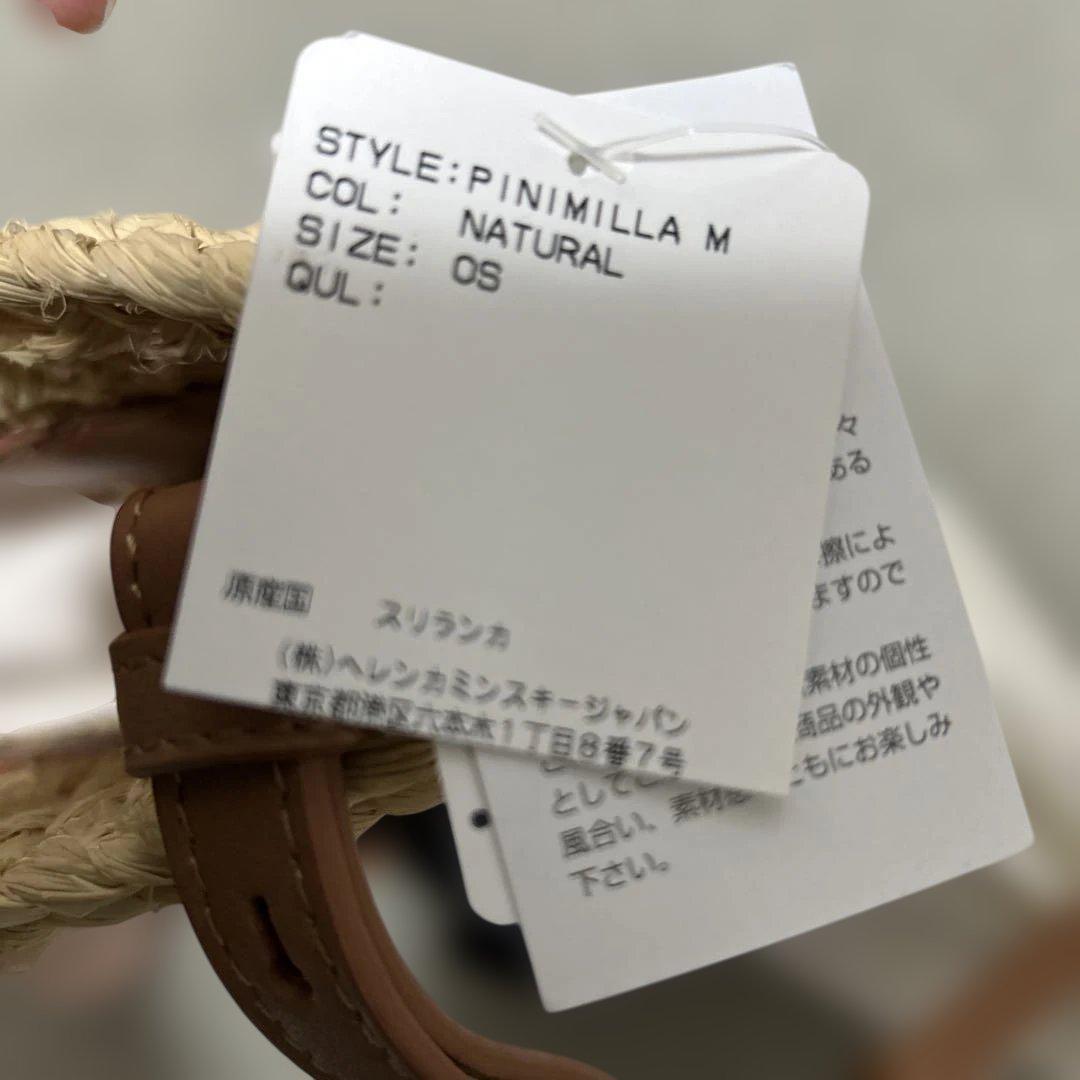 STYLE:PINIMILLA M
COL: NATURAL
SIZE: OS
QUL:
原産国 スリランカ
(株)ヘレンカミンスキージャパン
東京都港区六本木1丁目8番7号
々
ある
擦によ
ますので
素材の個性
商品の外観や
ともにお楽しみ
として
風合い、素材感
下さい。